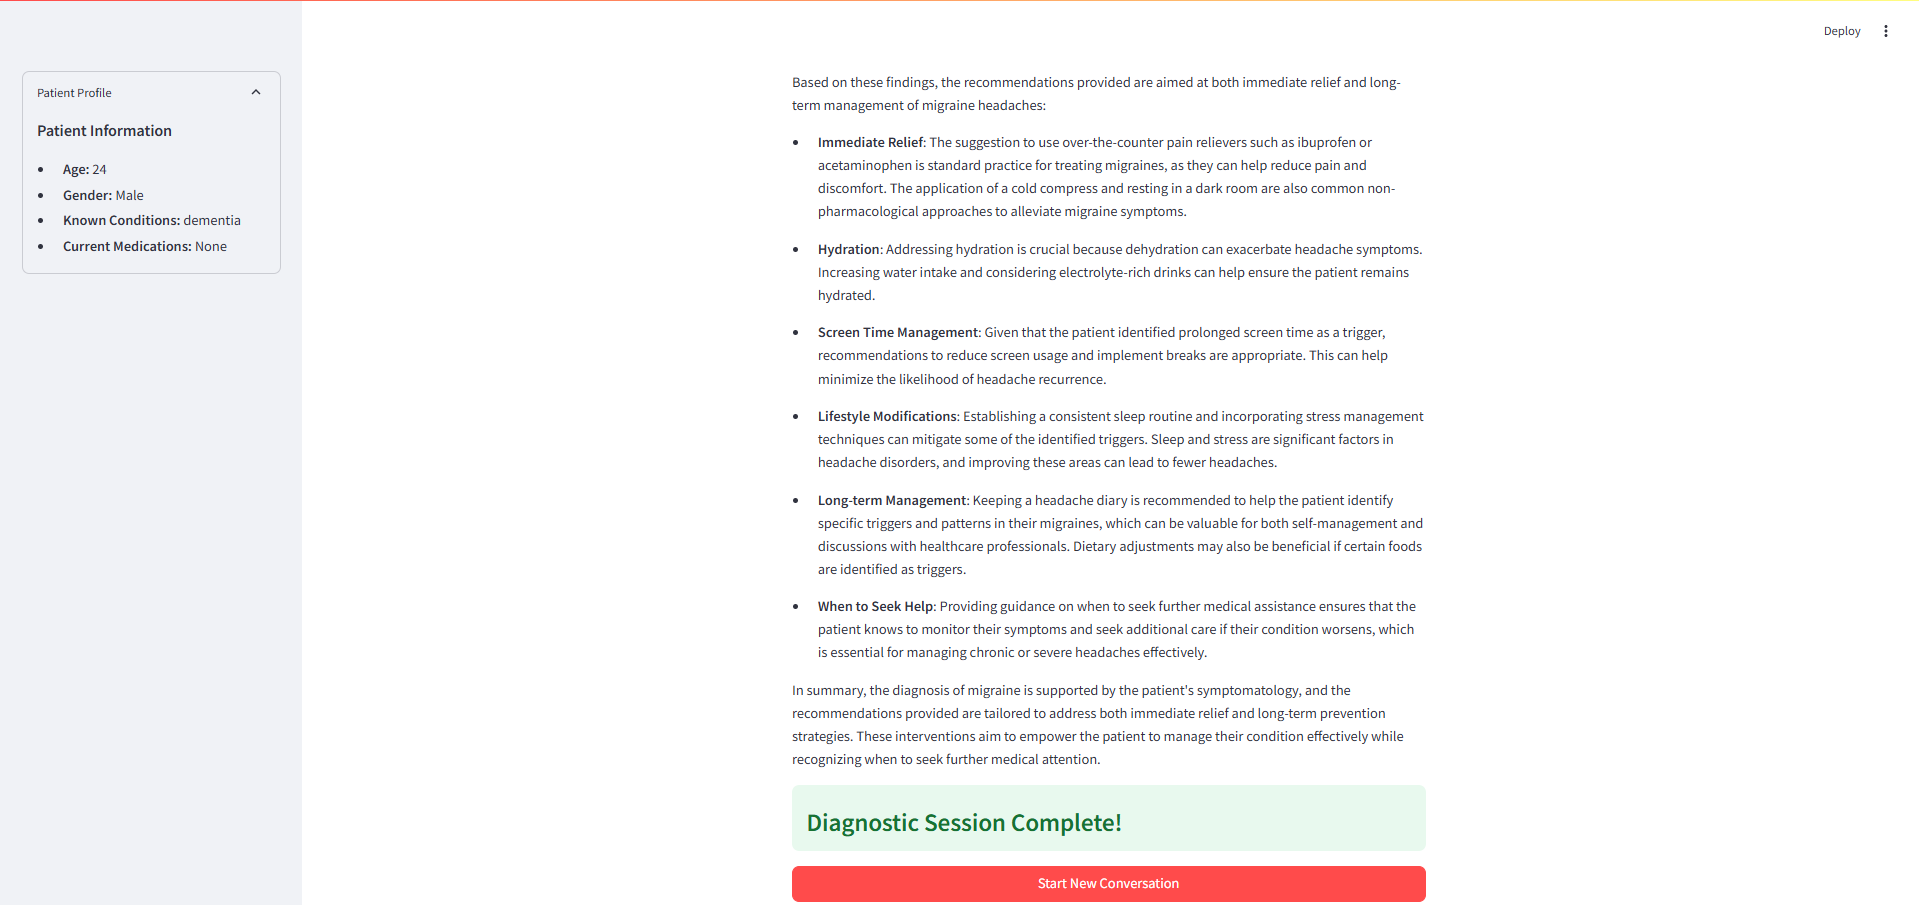 Deploy
Patient Profile
Patient Information
• Age: 24
• Gender: Male
• Known Conditions: dementia
• Current Medications: None
Based on these findings, the recommendations provided are aimed at both immediate relief and long-
term management of migraine headaches:
• Immediate Relief: The suggestion to use over-the-counter pain relievers such as ibuprofen or
acetaminophen is standard practice for treating migraines, as they can help reduce pain and
discomfort. The application of a cold compress and resting in a dark room are also common non-
pharmacological approaches to alleviate migraine symptoms.
• Hydration: Addressing hydration is crucial because dehydration can exacerbate headache symptoms.
Increasing water intake and considering electrolyte-rich drinks can help ensure the patient remains
hydrated.
• Screen Time Management: Given that the patient identified prolonged screen time as a trigger,
recommendations to reduce screen usage and implement breaks are appropriate. This can help
minimize the likelihood of headache recurrence.
• Lifestyle Modifications: Establishing a consistent sleep routine and incorporating stress management
techniques can mitigate some of the identified triggers. Sleep and stress are significant factors in
headache disorders, and improving these areas can lead to fewer headaches.
• Long-term Management: Keeping a headache diary is recommended to help the patient identify
specific triggers and patterns in their migraines, which can be valuable for both self-management and
discussions with healthcare professionals. Dietary adjustments may also be beneficial if certain foods
are identified as triggers.
• When to Seek Help: Providing guidance on when to seek further medical assistance ensures that the
patient knows to monitor their symptoms and seek additional care if their condition worsens, which
is essential for managing chronic or severe headaches effectively.
In summary, the diagnosis of migraine is supported by the patient's symptomatology, and the
recommendations provided are tailored to address both immediate relief and long-term prevention
strategies. These interventions aim to empower the patient to manage their condition effectively while
recognizing when to seek further medical attention.
Diagnostic Session Complete!
Start New Conversation